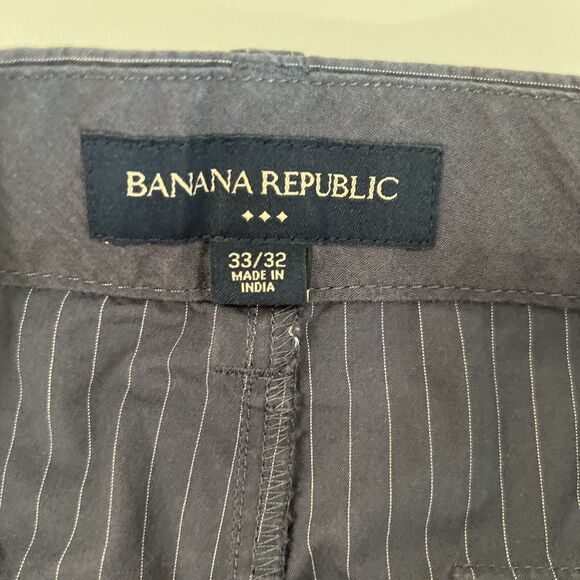 BANANA REPUBLIC
33/32
MADE IN
INDIA